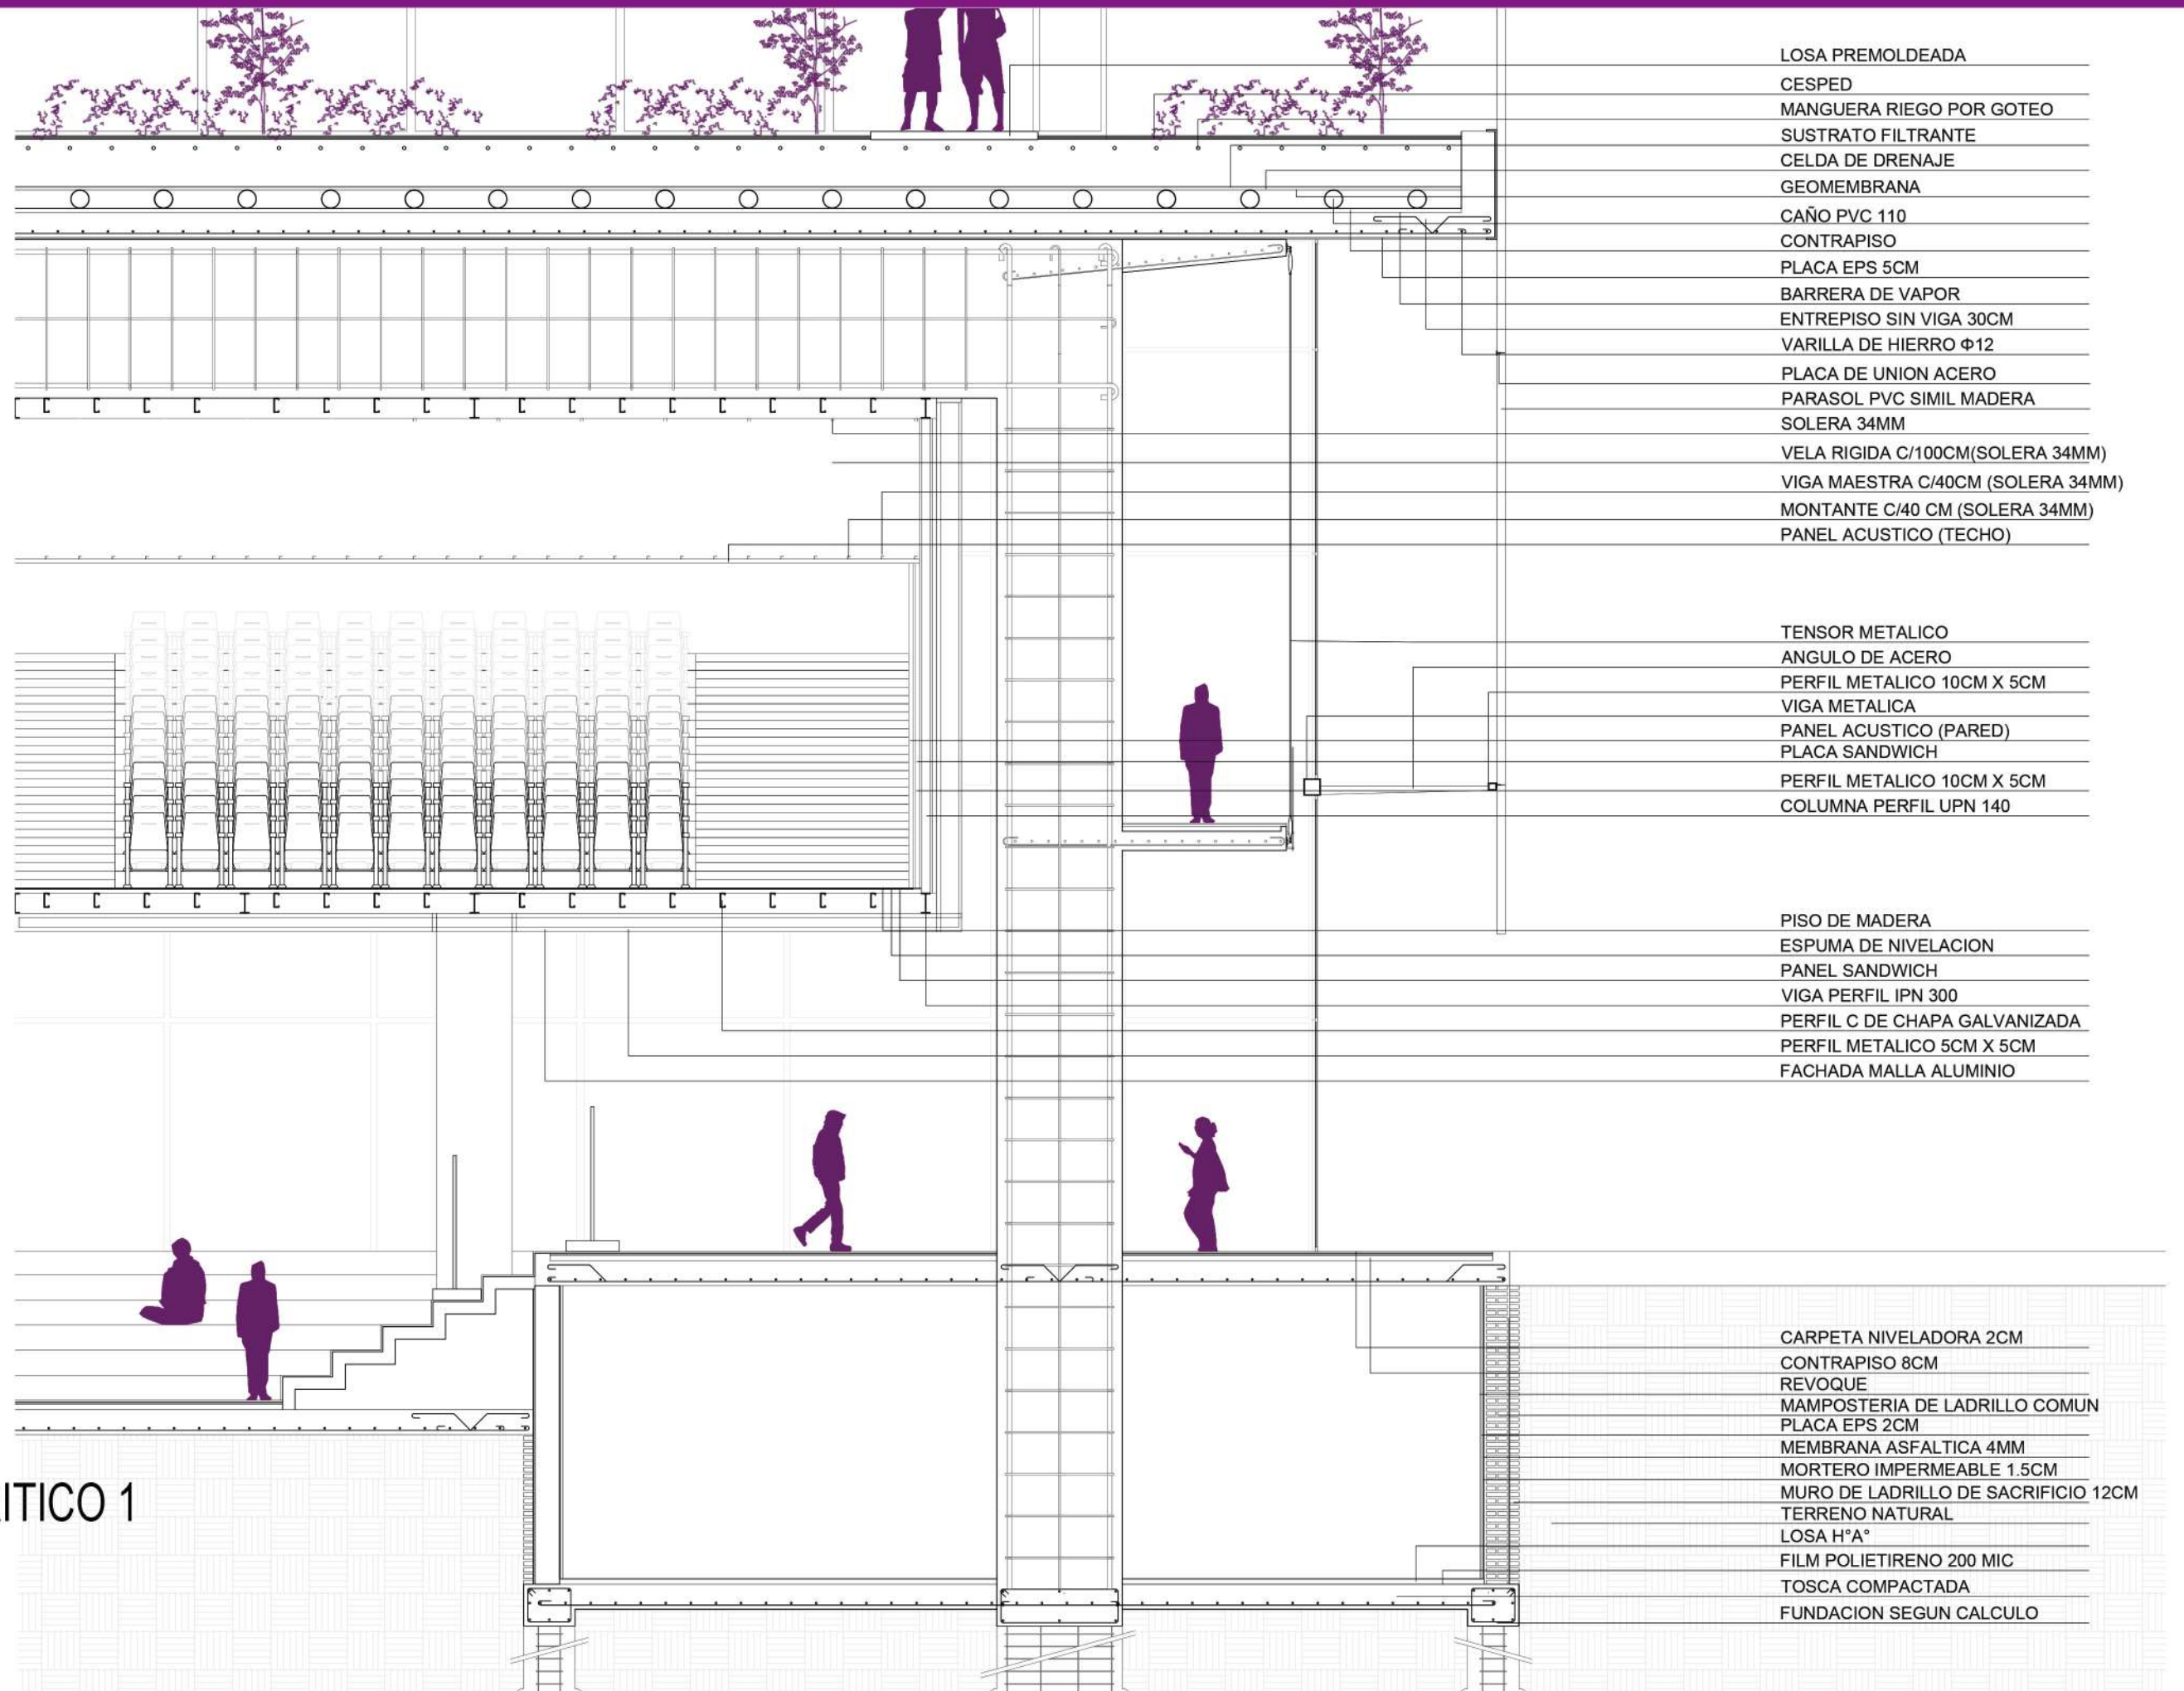 LOSA PREMOLDEADA
CESPED
MANGUERA RIEGO POR GOTEO
SUSTRATO FILTRANTE
CELDA DE DRENAJE
GEOMEMBRANA
CAÑO PVC 110
CONTRAPISO
PLACA EPS 5CM
BARRERA DE VAPOR
ENTREPISO SIN VIGA 30CM
VARILLA DE HIERRO Φ12
PLACA DE UNION ACERO
PARASOL PVC SIMIL MADERA
SOLERA 34MM
VELA RIGIDA C/100CM(SOLERA 34MM)
VIGA MAESTRA C/40CM (SOLERA 34MM)
MONTANTE C/40 CM (SOLERA 34MM)
PANEL ACUSTICO (TECHO)
TENSOR METALICO
ANGULO DE ACERO
PERFIL METALICO 10CM X 5CM
VIGA METALICA
PANEL ACUSTICO (PARED)
PLACA SANDWICH
PERFIL METALICO 10CM X 5CM
COLUMNA PERFIL UPN 140
PISO DE MADERA
ESPUMA DE NIVELACION
PANEL SANDWICH
VIGA PERFIL IPN 300
PERFIL C DE CHAPA GALVANIZADA
PERFIL METALICO 5CM X 5CM
FACHADA MALLA ALUMINIO
CARPETA NIVELADORA 2CM
CONTRAPISO 8CM
REVOQUE
MAMPOSTERIA DE LADRILLO COMUN
PLACA EPS 2CM
MEMBRANA ASFALTICA 4MM
MORTERO IMPERMEABLE 1.5CM
MURO DE LADRILLO DE SACRIFICIO 12CM
TERRENO NATURAL
LOSA H°A°
FILM POLIETIRENO 200 MIC
TOSCA COMPACTADA
FUNDACION SEGUN CALCULO
ITICO 1